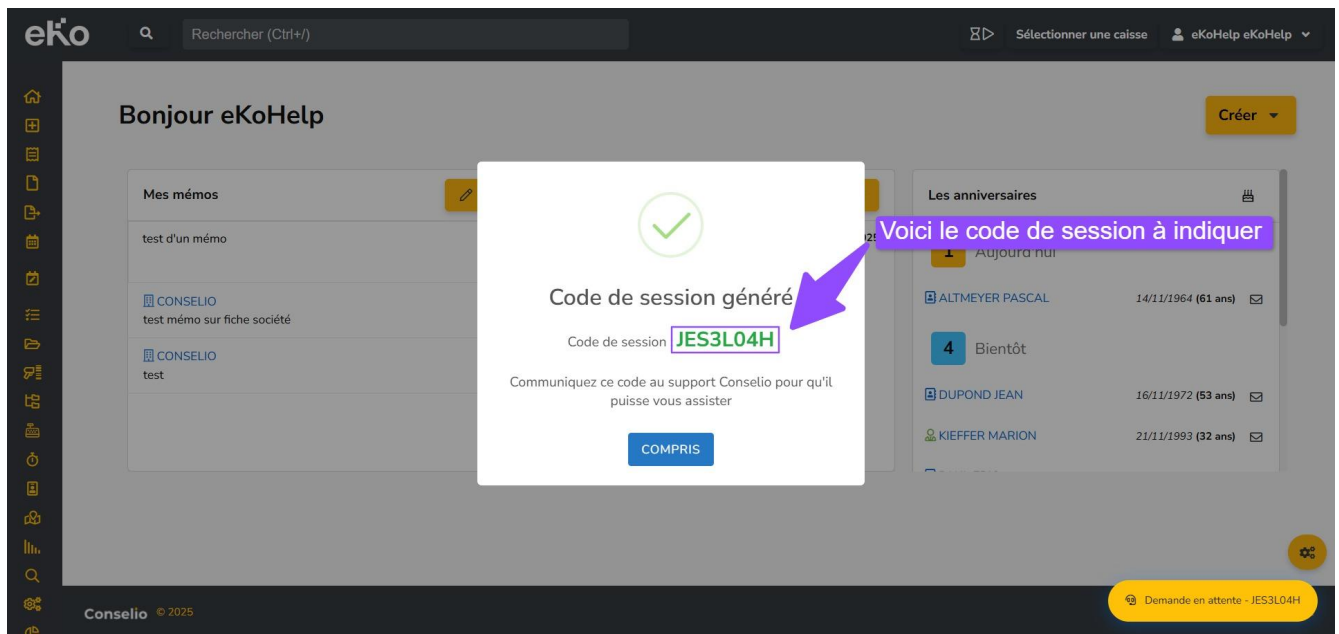 eKo
Rechercher (Ctrl+/)
Sélectionner une caisse
eKoHelp eKoHelp
Bonjour eKoHelp
Créer
Mes mémos
test d'un mémo
CONSELIO
test mémo sur fiche société
CONSELIO
test
Code de session généré
Code de session JES3L04H
Communiquez ce code au support Conselio pour qu'il
puisse vous assister
COMPRIS
Voici le code de session à indiquer
Les anniversaires
1 Aujourd'hui
ALTMEYER PASCAL 14/11/1964 (61 ans)
4 Bientôt
DUPOND JEAN 16/11/1972 (53 ans)
KIEFFER MARION 21/11/1993 (32 ans)
Conselio © 2025
Demande en attente - JES3L04H